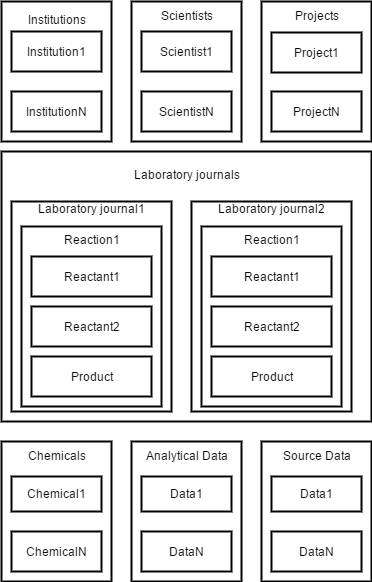 Institutions
Institution1
InstitutionN
Scientists
Scientist1
ScientistN
Projects
Project1
ProjectN
Laboratory journals
Laboratory journal1
Reaction1
Reactant1
Reactant2
Product
Laboratory journal2
Reaction1
Reactant1
Reactant2
Product
Chemicals
Chemical1
ChemicalN
Analytical Data
Data1
DataN
Source Data
Data1
DataN